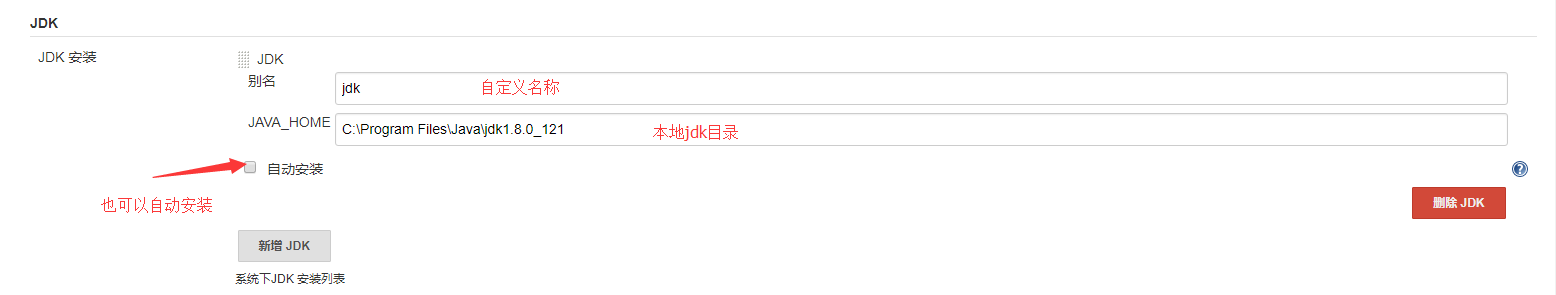 JDK
JDK 安装
JDK
别名
jdk
自定义名称
JAVA_HOME
C:\Program Files\Java\jdk1.8.0_121
本地jdk目录
自动安装
?
也可以自动安装
删除 JDK
新增 JDK
系统下JDK 安装列表